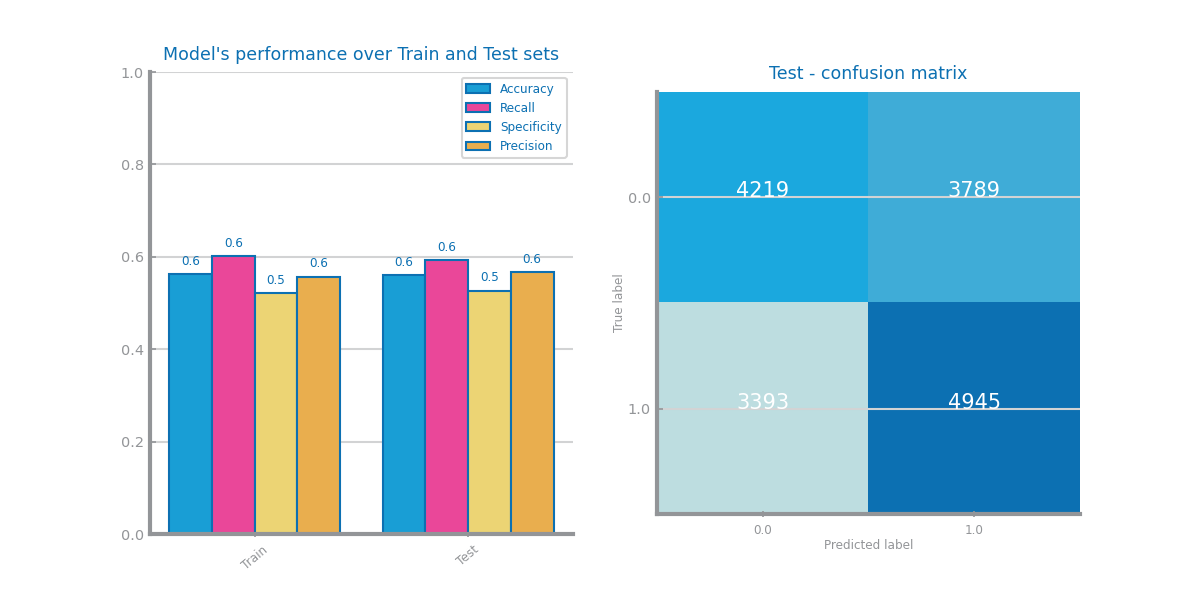 Model's performance over Train and Test sets
1.0
0.8
0.6
0.4
0.2
0.0
Accuracy
Recall
Specificity
Precision
0.6
0.6
0.5
0.6
0.6
0.6
0.5
0.6
Train
Test
Test - confusion matrix
True label
0.0
1.0
4219 3789
3393 4945
0.0 1.0
Predicted label